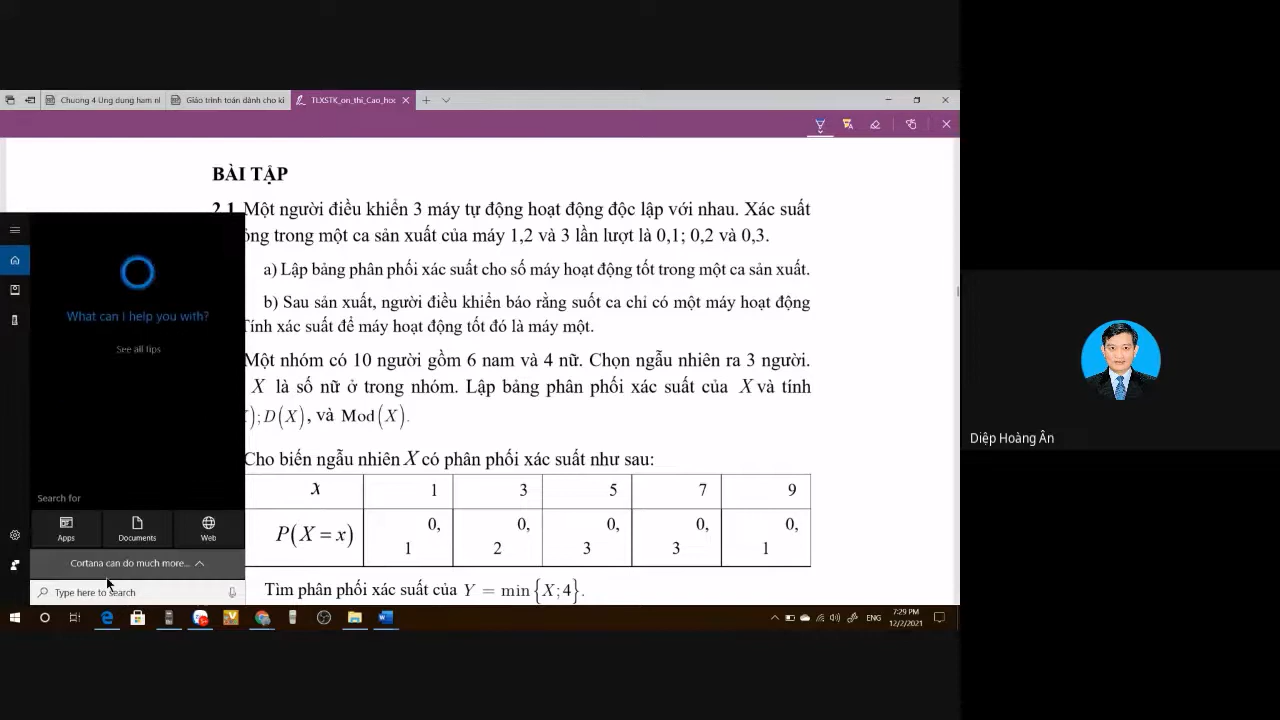 Chuong 4 Ung dung ham nl
Giáo trình toán dành cho ki
TLXSTK_on_thi_Cao_hoc
BÀI TẬP
2.1 Một người điều khiển 3 máy tự động hoạt động độc lập với nhau. Xác suất
trong một ca sản xuất của máy 1,2 và 3 lần lượt là 0,1; 0,2 và 0,3.
a) Lập bảng phân phối xác suất cho số máy hoạt động tốt trong một ca sản xuất.
b) Sau sản xuất, người điều khiển báo rằng suốt ca chỉ có một máy hoạt động
Tính xác suất để máy hoạt động tốt đó là máy một.
Một nhóm có 10 người gồm 6 nam và 4 nữ. Chọn ngẫu nhiên ra 3 người.
X là số nữ ở trong nhóm. Lập bảng phân phối xác suất của X và tính
); D(X), và Mod(X).
Cho biến ngẫu nhiên X có phân phối xác suất như sau:
x 1 3 5 7 9
P(X = x) 0,1 0,2 0,3 0,3 0,1
Tìm phân phối xác suất của Y = min{X;4}.
What can I help you with?
See all tips
Search for
Apps
Documents
Web
Cortana can do much more...
Type here to search
ENG
7:29 PM
12/2/2021
Diệp Hoàng Ân